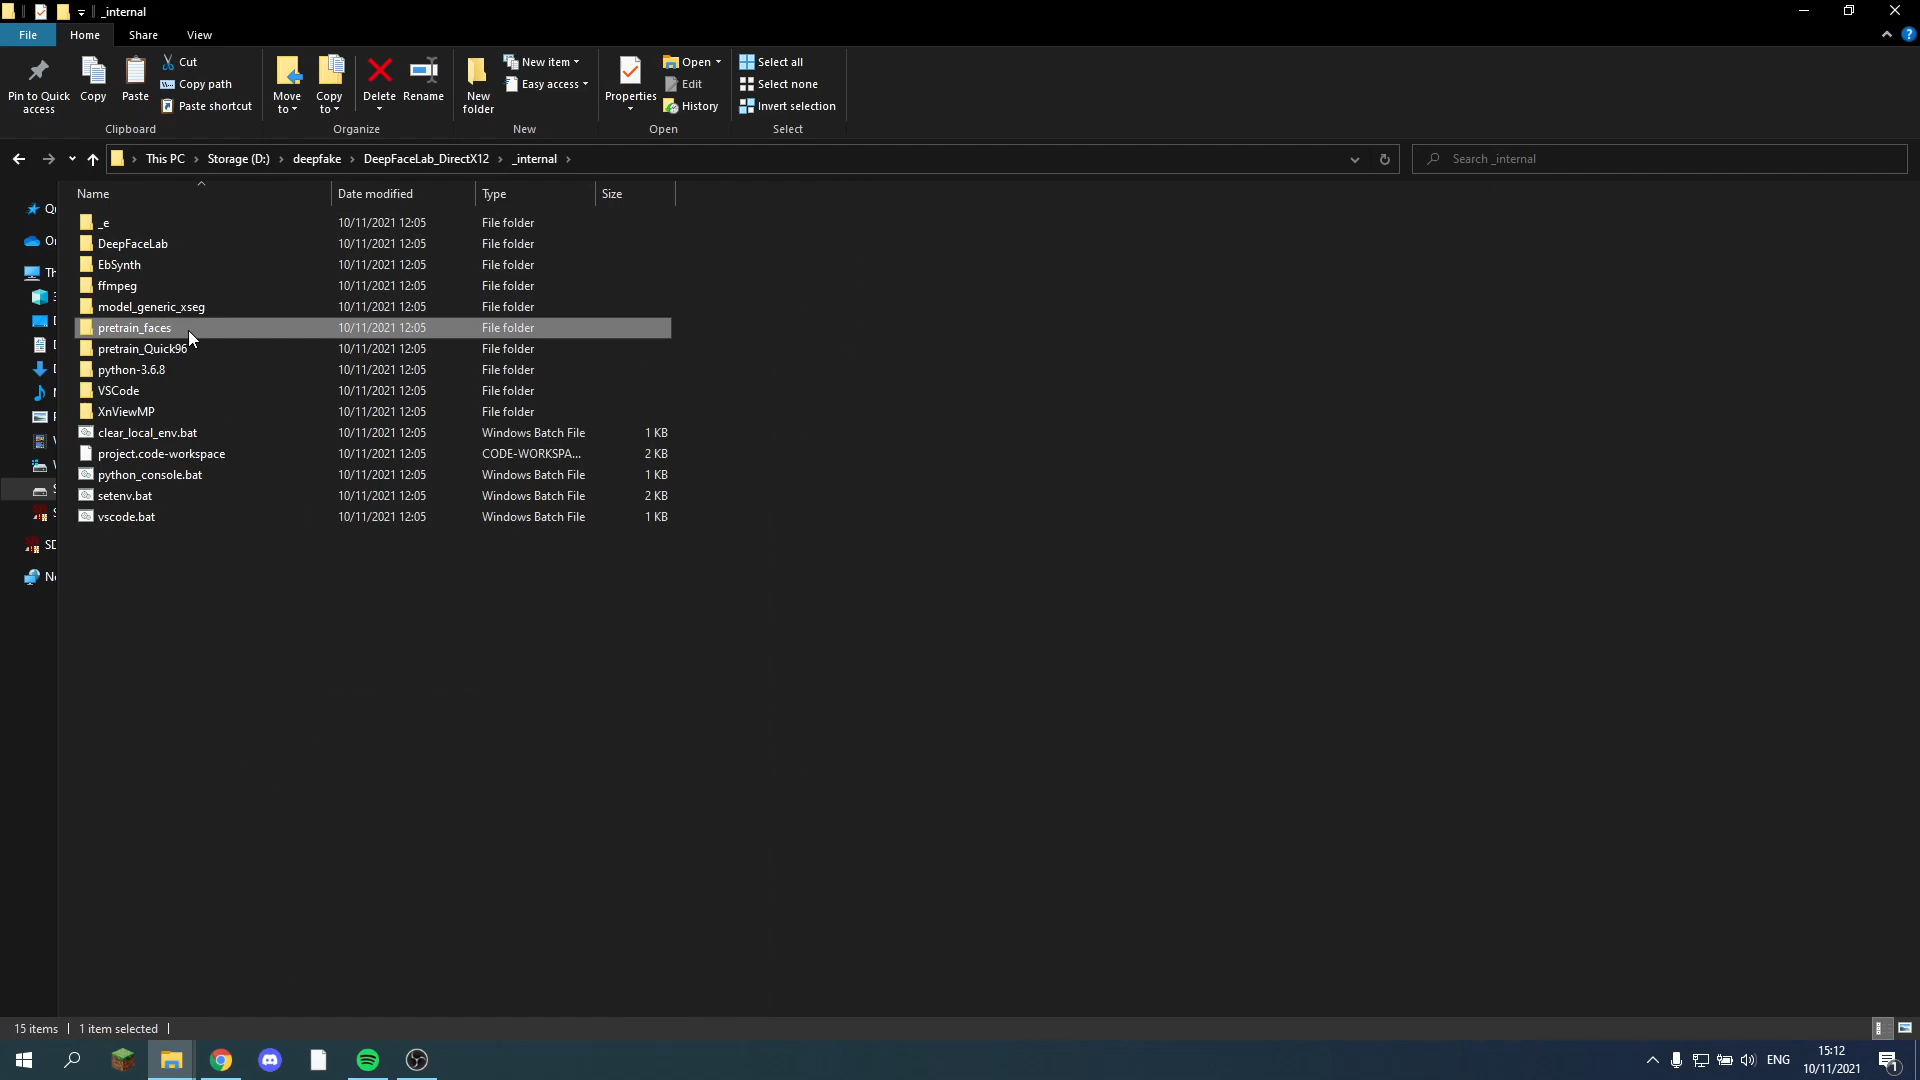 _internal
File Home Share View
Pin to Quick access
Copy
Paste
Cut
Copy path
Paste shortcut
Clipboard
Move to
Copy to
Delete
Rename
Organize
New folder
New item
Easy access
New
Properties
Open
Edit
History
Open
Select all
Select none
Invert selection
Select
This PC › Storage (D:) › deepfake › DeepFaceLab_DirectX12 › _internal ›
Search _internal
Name Date modified Type Size
_e 10/11/2021 12:05 File folder
DeepFaceLab 10/11/2021 12:05 File folder
EbSynth 10/11/2021 12:05 File folder
ffmpeg 10/11/2021 12:05 File folder
model_generic_xseg 10/11/2021 12:05 File folder
pretrain_faces 10/11/2021 12:05 File folder
pretrain_Quick96 10/11/2021 12:05 File folder
python-3.6.8 10/11/2021 12:05 File folder
VSCode 10/11/2021 12:05 File folder
XnViewMP 10/11/2021 12:05 File folder
clear_local_env.bat 10/11/2021 12:05 Windows Batch File 1 KB
project.code-workspace 10/11/2021 12:05 CODE-WORKSPA... 2 KB
python_console.bat 10/11/2021 12:05 Windows Batch File 1 KB
setenv.bat 10/11/2021 12:05 Windows Batch File 2 KB
vscode.bat 10/11/2021 12:05 Windows Batch File 1 KB
15 items 1 item selected
ENG
15:12
10/11/2021
1